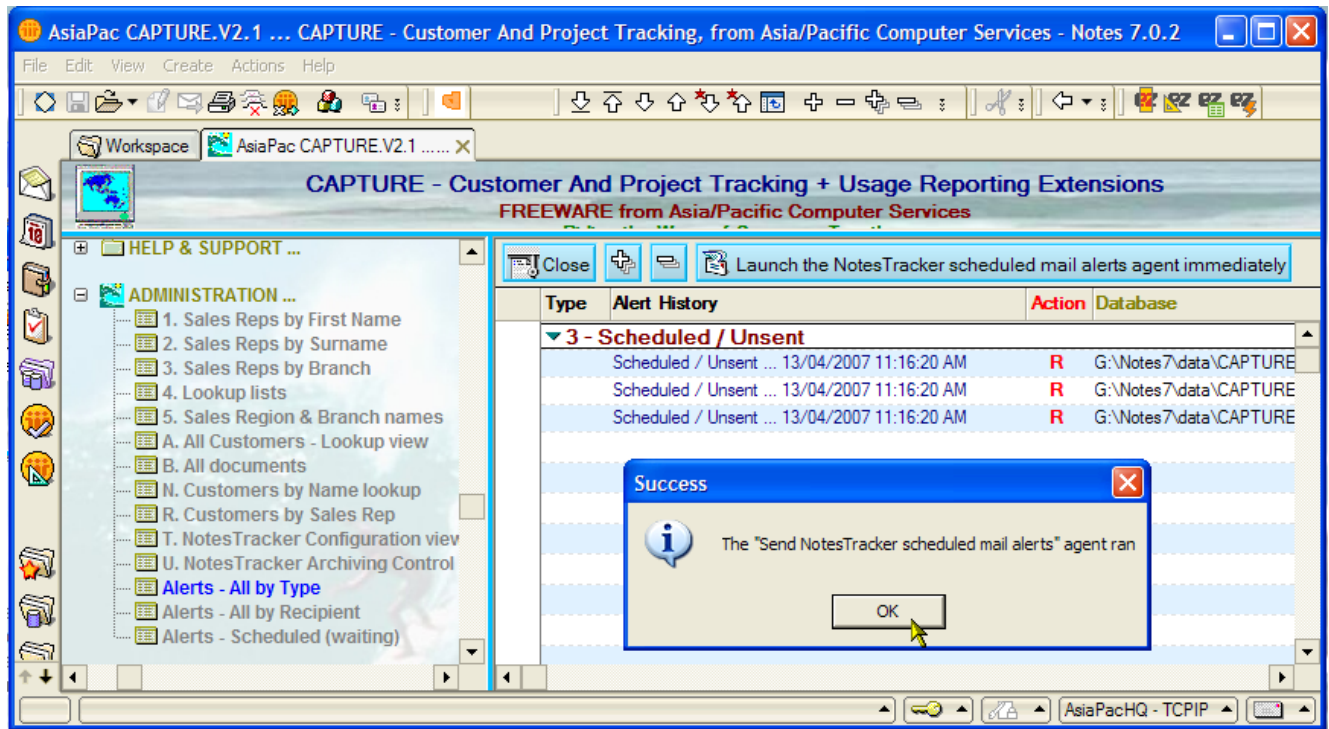 AsiaPac CAPTURE.V2.1 ... CAPTURE - Customer And Project Tracking, from Asia/Pacific Computer Services - Notes 7.0.2
File Edit View Create Actions Help
Workspace AsiaPac CAPTURE.V2.1 ......
CAPTURE - Customer And Project Tracking + Usage Reporting Extensions
FREEWARE from Asia/Pacific Computer Services
HELP & SUPPORT ...
ADMINISTRATION ...
1. Sales Reps by First Name
2. Sales Reps by Surname
3. Sales Reps by Branch
4. Lookup lists
5. Sales Region & Branch names
A. All Customers - Lookup view
B. All documents
N. Customers by Name lookup
R. Customers by Sales Rep
T. NotesTracker Configuration view
U. NotesTracker Archiving Control
Alerts - All by Type
Alerts - All by Recipient
Alerts - Scheduled (waiting)
Close Launch the NotesTracker scheduled mail alerts agent immediately
Type Alert History Action Database
3 - Scheduled / Unsent
Scheduled / Unsent ... 13/04/2007 11:16:20 AM R G:\Notes7\data\CAPTURE
Scheduled / Unsent ... 13/04/2007 11:16:20 AM R G:\Notes7\data\CAPTURE
Scheduled / Unsent ... 13/04/2007 11:16:20 AM R G:\Notes7\data\CAPTURE
Success
The "Send NotesTracker scheduled mail alerts" agent ran
OK
AsiaPacHQ - TCPIP